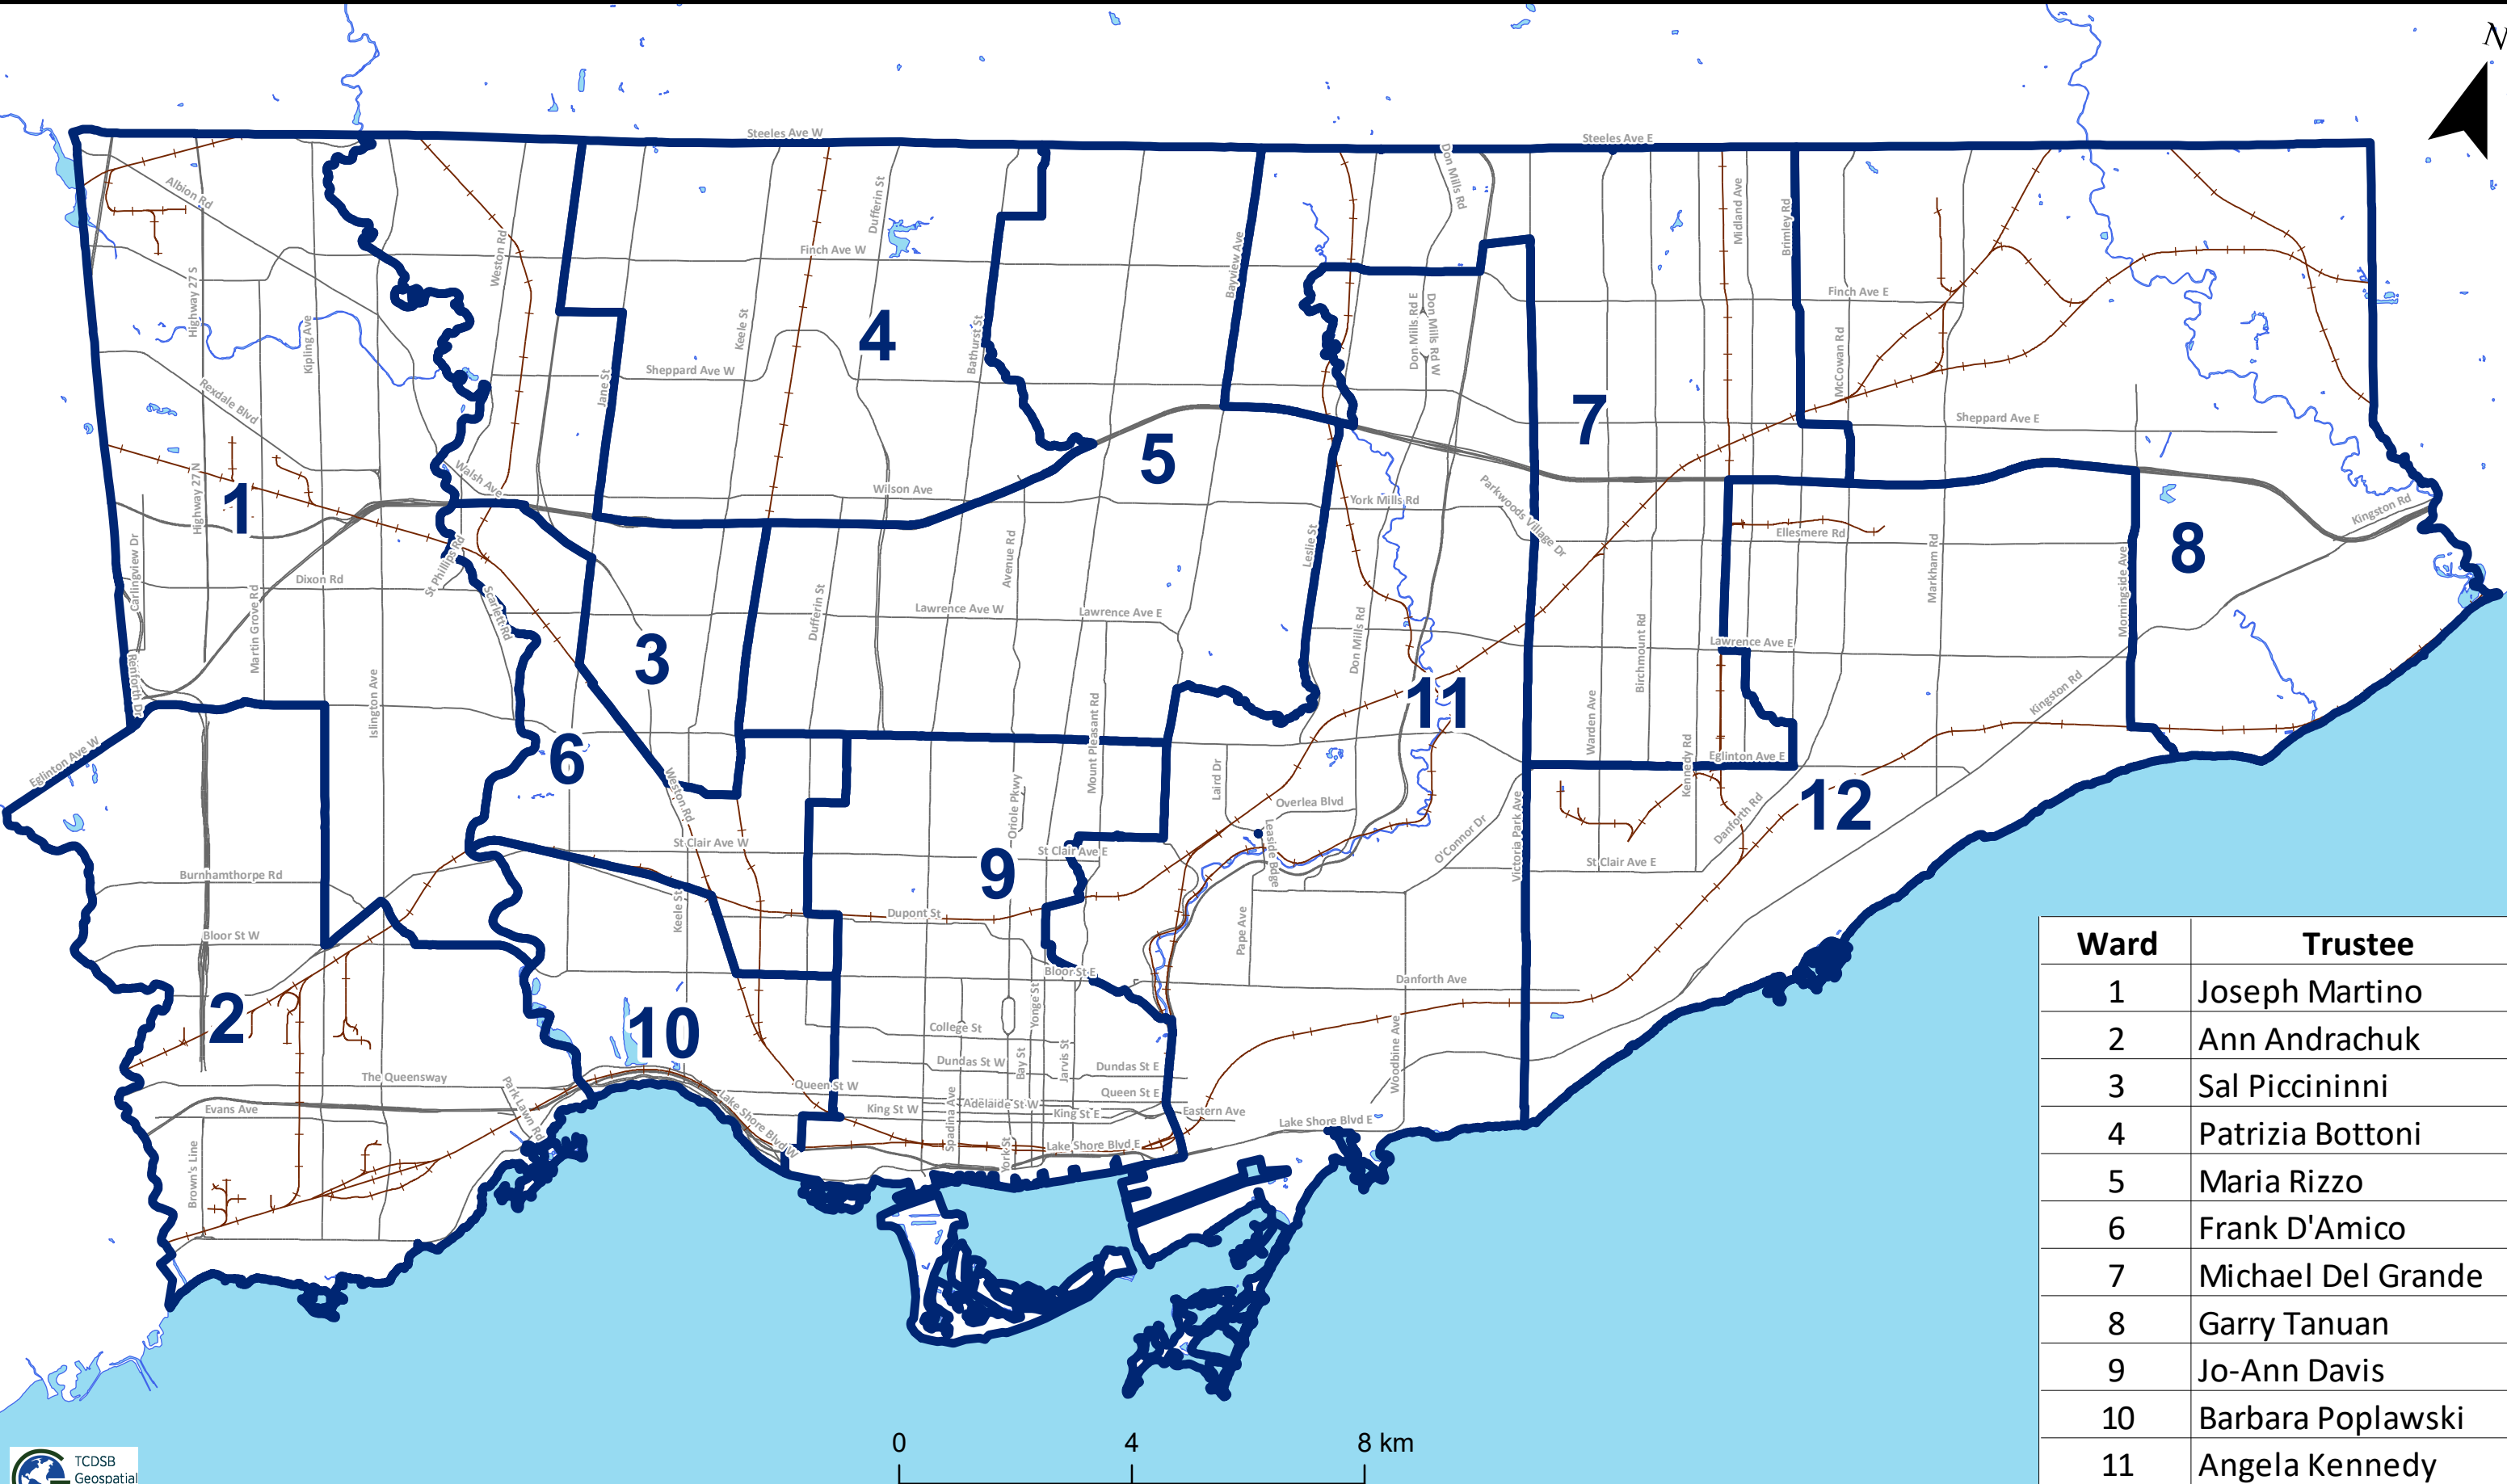 N
Steeles Ave W
Steeles Ave E
Albion Rd
Highway 27 S
Kipling Ave
Weston Rd
Finch Ave W
Dufferin St
Keele St
4
Bathurst St
Bayview Ave
Don Mills Rd
Don Mills Rd E
Don Mills Rd W
Midland Ave
Brimley Rd
Finch Ave E
McCowan Rd
Rexdale Blvd
Jane St
Sheppard Ave W
7
Sheppard Ave E
5
Walsh Ave
Wilson Ave
York Mills Rd
Parkwoods Village Dr
1
Highway 27 N
Ellesmere Rd
Kingston Rd
8
Carlingview Dr
Dixon Rd
St Phillips Rd
Scarlett Rd
Martin Grove Rd
Dufferin St
Avenue Rd
Leslie St
Lawrence Ave W
Lawrence Ave E
Don Mills Rd
Birchmount Rd
Lawrence Ave E
Markham Rd
Morningside Ave
3
Renforth Dr
Islington Ave
11
Kingston Rd
Mount Pleasant Rd
Warden Ave
Eglinton Ave W
6
Weston Rd
Laird Dr
Kennedy Rd
Eglinton Ave E
12
Oriole Pkwy
Overlea Blvd
Danforth Rd
St Clair Ave W
St Clair Ave E
Leaside Bdge
O'Connor Dr
Victoria Park Ave
St Clair Ave E
9
Burnhamthorpe Rd
Keele St
Dupont St
Pape Ave
Bloor St W
Bloor St E
Danforth Ave
2
10
College St
Yonge St
Dundas St W
Bay St
Jarvis St
Dundas St E
Woodbine Ave
The Queensway
Park Lawn Rd
Queen St W
Queen St E
Evans Ave
Lake Shore Blvd W
King St W
Spadina Ave
Adelaide St W
King St E
Eastern Ave
Lake Shore Blvd E
Brown's Line
York St
Lake Shore Blvd E
Ward Trustee
1 Joseph Martino
2 Ann Andrachuk
3 Sal Piccininni
4 Patrizia Bottoni
5 Maria Rizzo
6 Frank D'Amico
7 Michael Del Grande
8 Garry Tanuan
9 Jo-Ann Davis
10 Barbara Poplawski
11 Angela Kennedy
0 4 8 km
TCDSB
Geospatial